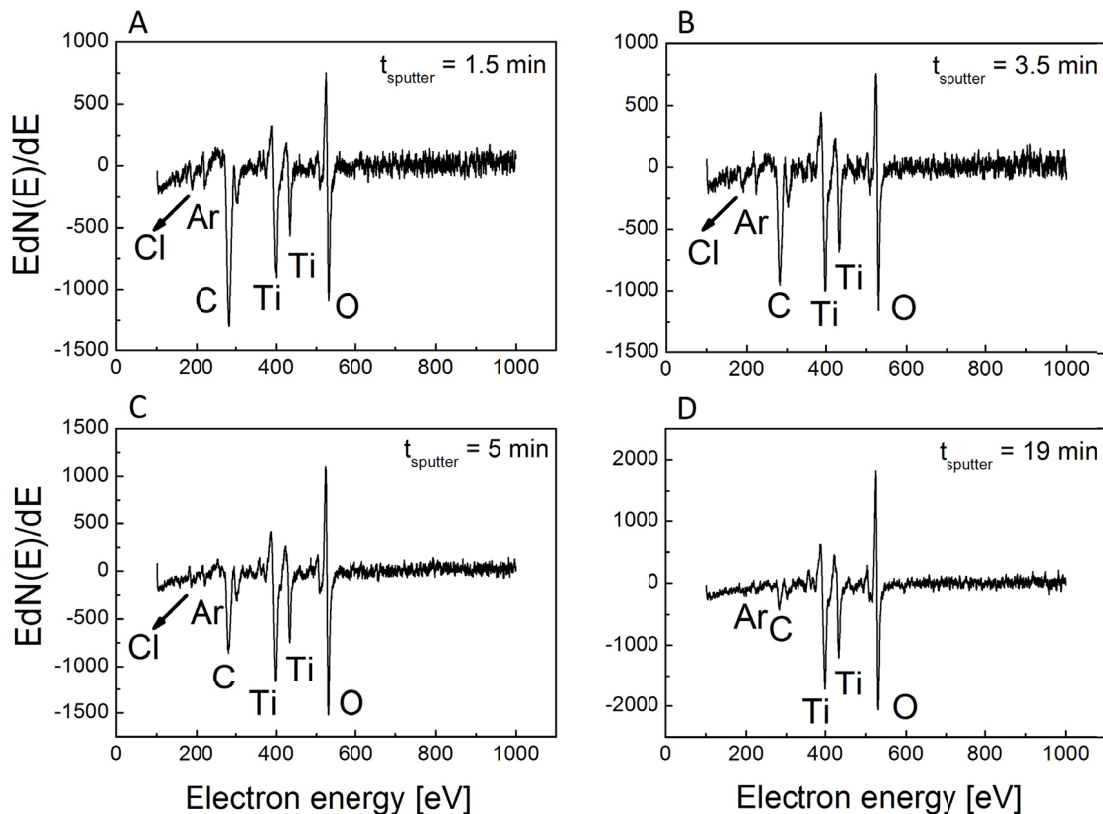 A
t_sputter = 1.5 min
1000
500
0
-500
-1000
-1500
0 200 400 600 800 1000
Cl
Ar
C
Ti
Ti
O
EdN(E)/dE
B
t_sputter = 3.5 min
1000
500
0
-500
-1000
-1500
0 200 400 600 800 1000
Cl
Ar
C
Ti
Ti
O
C
t_sputter = 5 min
1500
1000
500
0
-500
-1000
-1500
0 200 400 600 800 1000
Cl
Ar
C
Ti
Ti
O
EdN(E)/dE
Electron energy [eV]
D
t_sputter = 19 min
2000
1000
0
-1000
-2000
0 200 400 600 800 1000
Ar
C
Ti
Ti
O
Electron energy [eV]